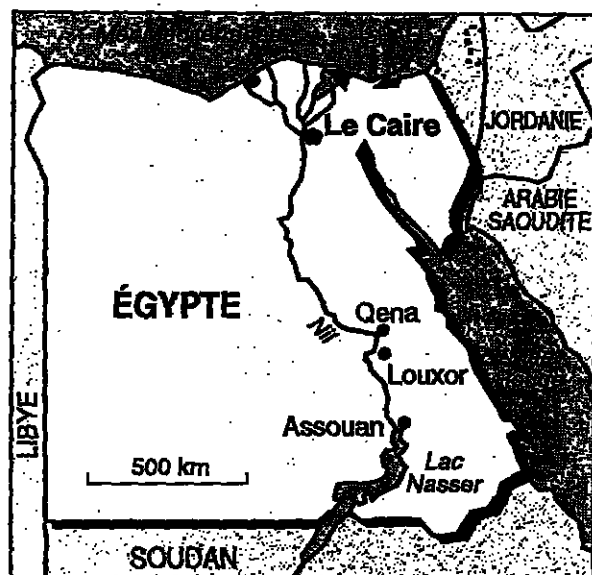 Le Caire
JORDANIE
ARABIE
SAOUDITE
ÉGYPTE
Qena
Nil
Louxor
LIBYE
Assouan
500 km
Lac
Nasser
SOUDAN